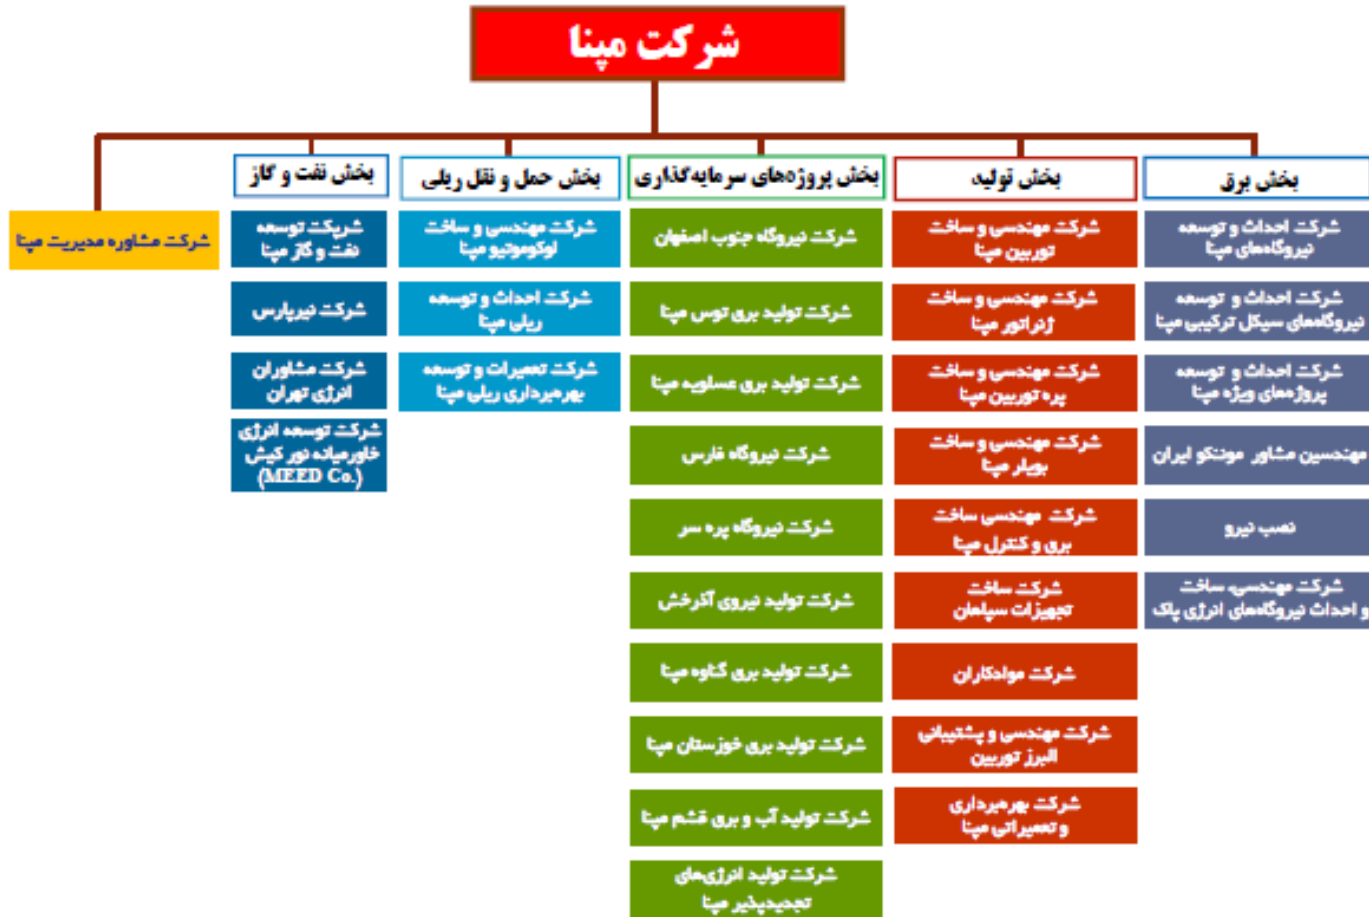 شرکت مپنا
بخش برق
شرکت احداث و توسعه
نیروگاه‌های مپنا
شرکت احداث و توسعه
نیروگاه‌های سیکل ترکیبی مپنا
شرکت احداث و توسعه
پروژه‌های ویژه مپنا
مهندسین مشاور موننکو ایران
نصب نیرو
شرکت مهندسی، ساخت
و احداث نیروگاه‌های انرژی پاک
بخش تولید
شرکت مهندسی و ساخت
توربین مپنا
شرکت مهندسی و ساخت
ژنراتور مپنا
شرکت مهندسی و ساخت
پره توربین مپنا
شرکت مهندسی و ساخت
بویلر مپنا
شرکت مهندسی ساخت
برق و کنترل مپنا
شرکت ساخت
تجهیزات سپاهان
شرکت موادکاران
شرکت مهندسی و پشتیبانی
البرز توربین
شرکت بهره‌برداری
و تعمیراتی مپنا
بخش پروژه‌های سرمایه‌گذاری
شرکت نیروگاه جنوب اصفهان
شرکت تولید برق توس مپنا
شرکت تولید برق عسلویه مپنا
شرکت نیروگاه فارس
شرکت نیروگاه پره سر
شرکت تولید نیروی آذرخش
شرکت تولید برق گناوه مپنا
شرکت تولید برق خوزستان مپنا
شرکت تولید آب و برق قشم مپنا
شرکت تولید انرژی‌های
تجدیدپذیر مپنا
بخش حمل و نقل ریلی
شرکت مهندسی و ساخت
لوکوموتیو مپنا
شرکت احداث و توسعه
ریلی مپنا
شرکت تعمیرات و توسعه
بهره‌برداری ریلی مپنا
بخش نفت و گاز
شریکت توسعه
نفت و گاز مپنا
شرکت نیرپارس
شرکت مشاوران
انرژی تهران
شرکت توسعه انرژی
خاورمیانه نور کیش
(MEED Co.)
شرکت مشاوره مدیریت مپنا